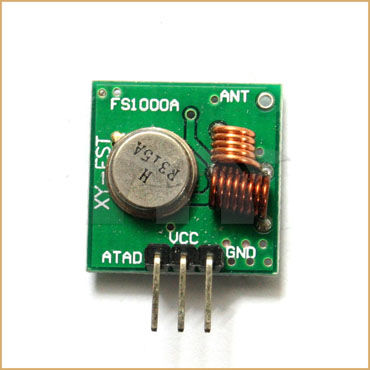 FS1000A
ANT
XY-FST
H
R315A
ATAD
VCC
GND